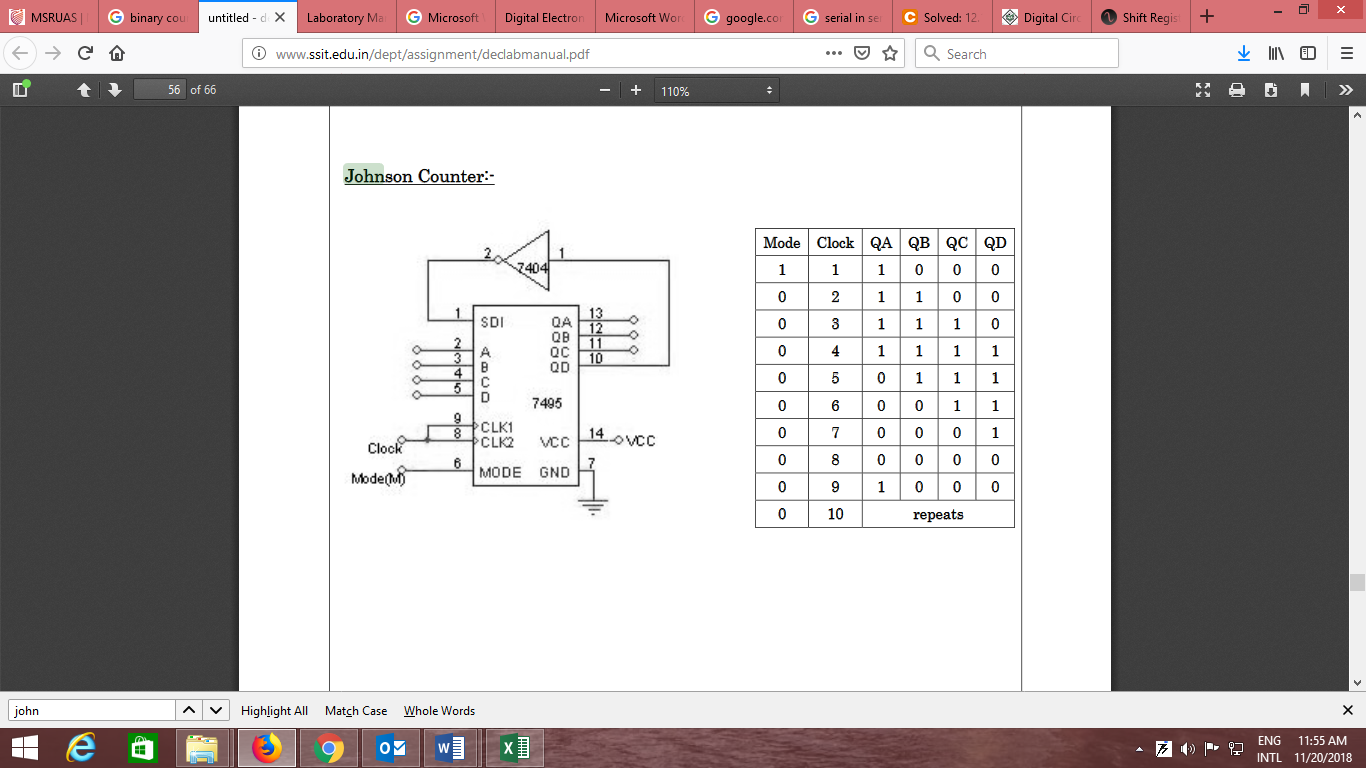 MSRUAS |
binary cou
untitled - d
Laboratory Ma
Microsoft
Digital Electron
Microsoft Wor
google.co
serial in se
Solved: 12.
Digital Circ
Shift Regis
www.ssit.edu.in/dept/assignment/declabmanual.pdf
Search
56 of 66
110%
Johnson Counter:-
2 7404 1
1 SDI QA 13
QB 12
2 A QC 11
3 B QD 10
4 C
5 D
7495
9 CLK1
Clock 8 CLK2 VCC 14 VCC
Mode(M) 6 MODE GND 7
Mode Clock QA QB QC QD
1 1 1 0 0 0
0 2 1 1 0 0
0 3 1 1 1 0
0 4 1 1 1 1
0 5 0 1 1 1
0 6 0 0 1 1
0 7 0 0 0 1
0 8 0 0 0 0
0 9 1 0 0 0
0 10 repeats
john
Highlight All Match Case Whole Words
ENG 11:55 AM
INTL 11/20/2018